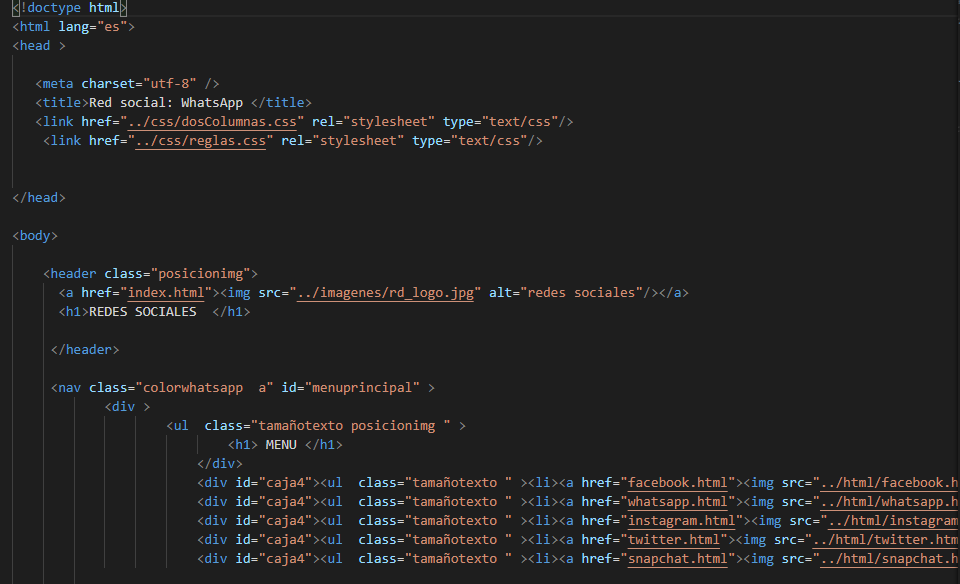 <!doctype html>
<html lang="es">
<head >
<meta charset="utf-8" />
<title>Red social: WhatsApp </title>
<link href="../css/dosColumnas.css" rel="stylesheet" type="text/css"/>
<link href="../css/reglas.css" rel="stylesheet" type="text/css"/>
</head>
<body>
<header class="posicionimg">
<a href="index.html"><img src="../imagenes/rd_logo.jpg" alt="redes sociales"/></a>
<h1>REDES SOCIALES  </h1>
</header>
<nav class="colorwhatsapp  a" id="menuprincipal" >
<div >
<ul  class="tamañotexto posicionimg " >
<h1> MENU </h1>
</div>
<div id="caja4"><ul  class="tamañotexto " ><li><a href="facebook.html"><img src="../html/facebook.h
<div id="caja4"><ul  class="tamañotexto " ><li><a href="whatsapp.html"><img src="../html/whatsapp.h
<div id="caja4"><ul  class="tamañotexto " ><li><a href="instagram.html"><img src="../html/instagram
<div id="caja4"><ul  class="tamañotexto " ><li><a href="twitter.html"><img src="../html/twitter.htm
<div id="caja4"><ul  class="tamañotexto " ><li><a href="snapchat.html"><img src="../html/snapchat.h